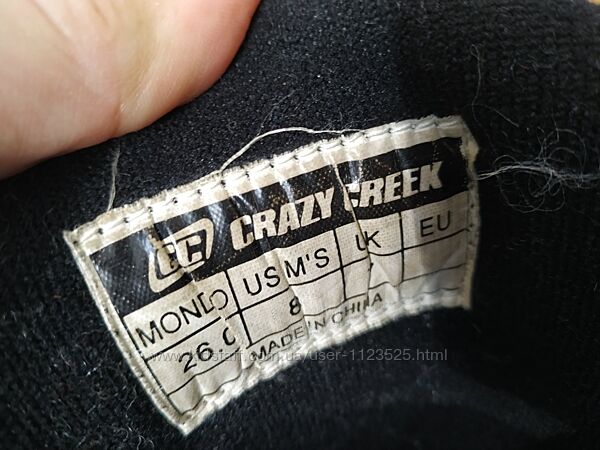 CC CRAZY CREEK
MONDO US M'S UK EU
26.0 8
MADE IN CHINA